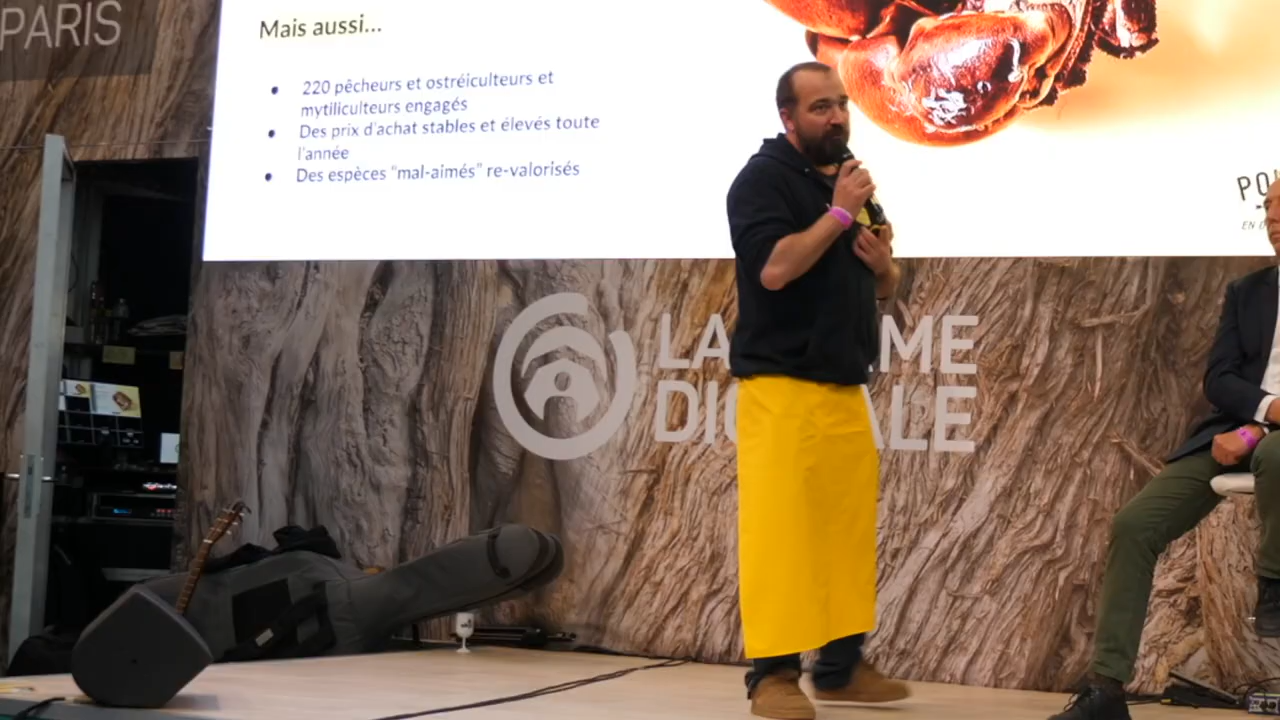 PARIS
Mais aussi...
220 pêcheurs et ostréiculteurs et
mytiliculteurs engagés
Des prix d'achat stables et élevés toute
l'année
Des espèces "mal-aimés" re-valorisés